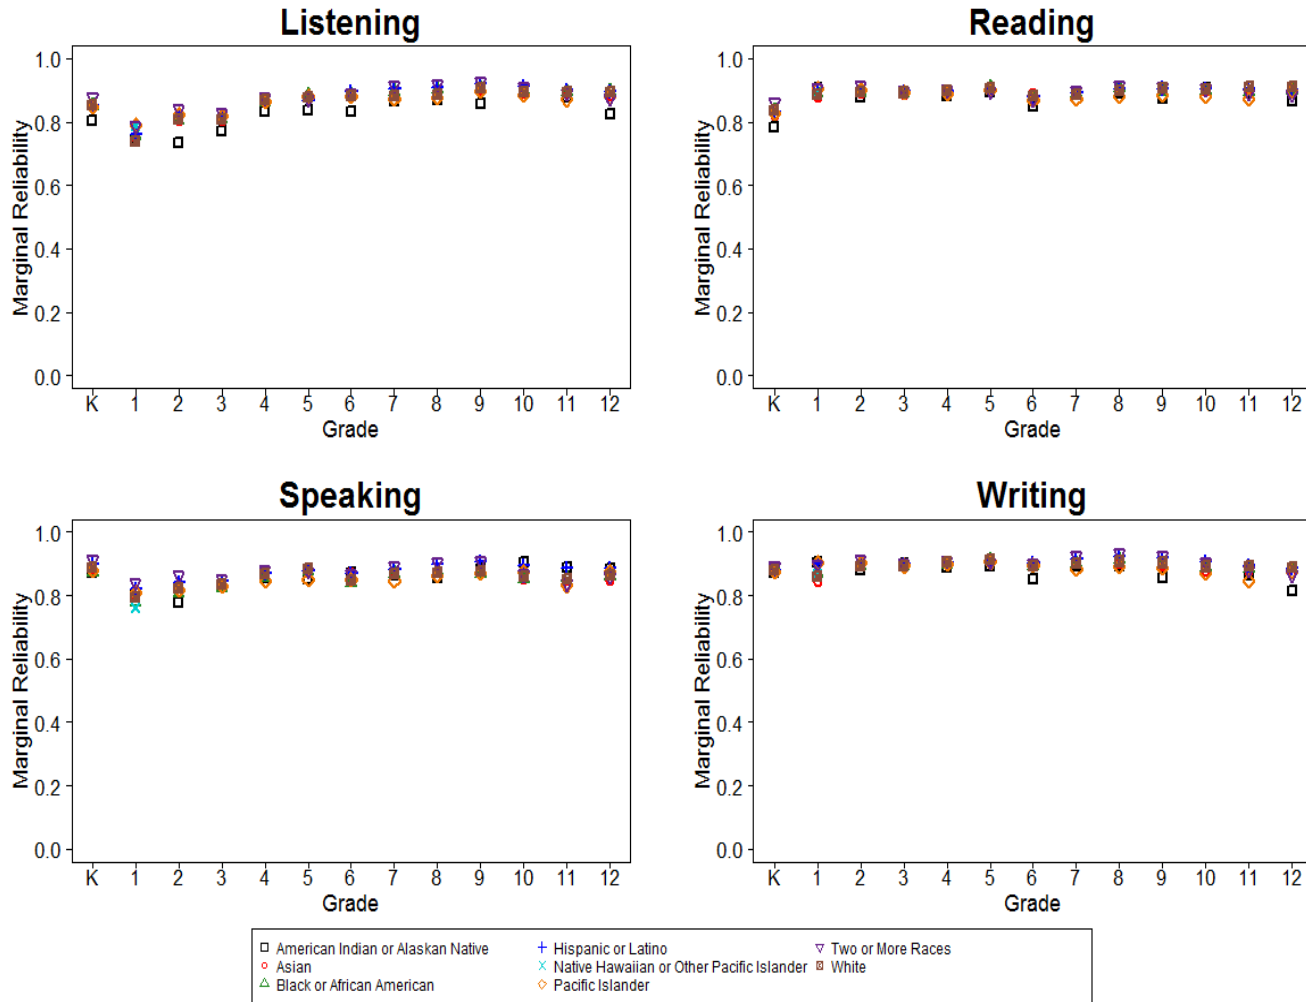 Listening
Marginal Reliability
1.0
0.8
0.6
0.4
0.2
0.0
K 1 2 3 4 5 6 7 8 9 10 11 12
Grade
Reading
Marginal Reliability
1.0
0.8
0.6
0.4
0.2
0.0
K 1 2 3 4 5 6 7 8 9 10 11 12
Grade
Speaking
Marginal Reliability
1.0
0.8
0.6
0.4
0.2
0.0
K 1 2 3 4 5 6 7 8 9 10 11 12
Grade
Writing
Marginal Reliability
1.0
0.8
0.6
0.4
0.2
0.0
K 1 2 3 4 5 6 7 8 9 10 11 12
Grade
American Indian or Alaskan Native
Asian
Black or African American
Hispanic or Latino
Native Hawaiian or Other Pacific Islander
Pacific Islander
Two or More Races
White